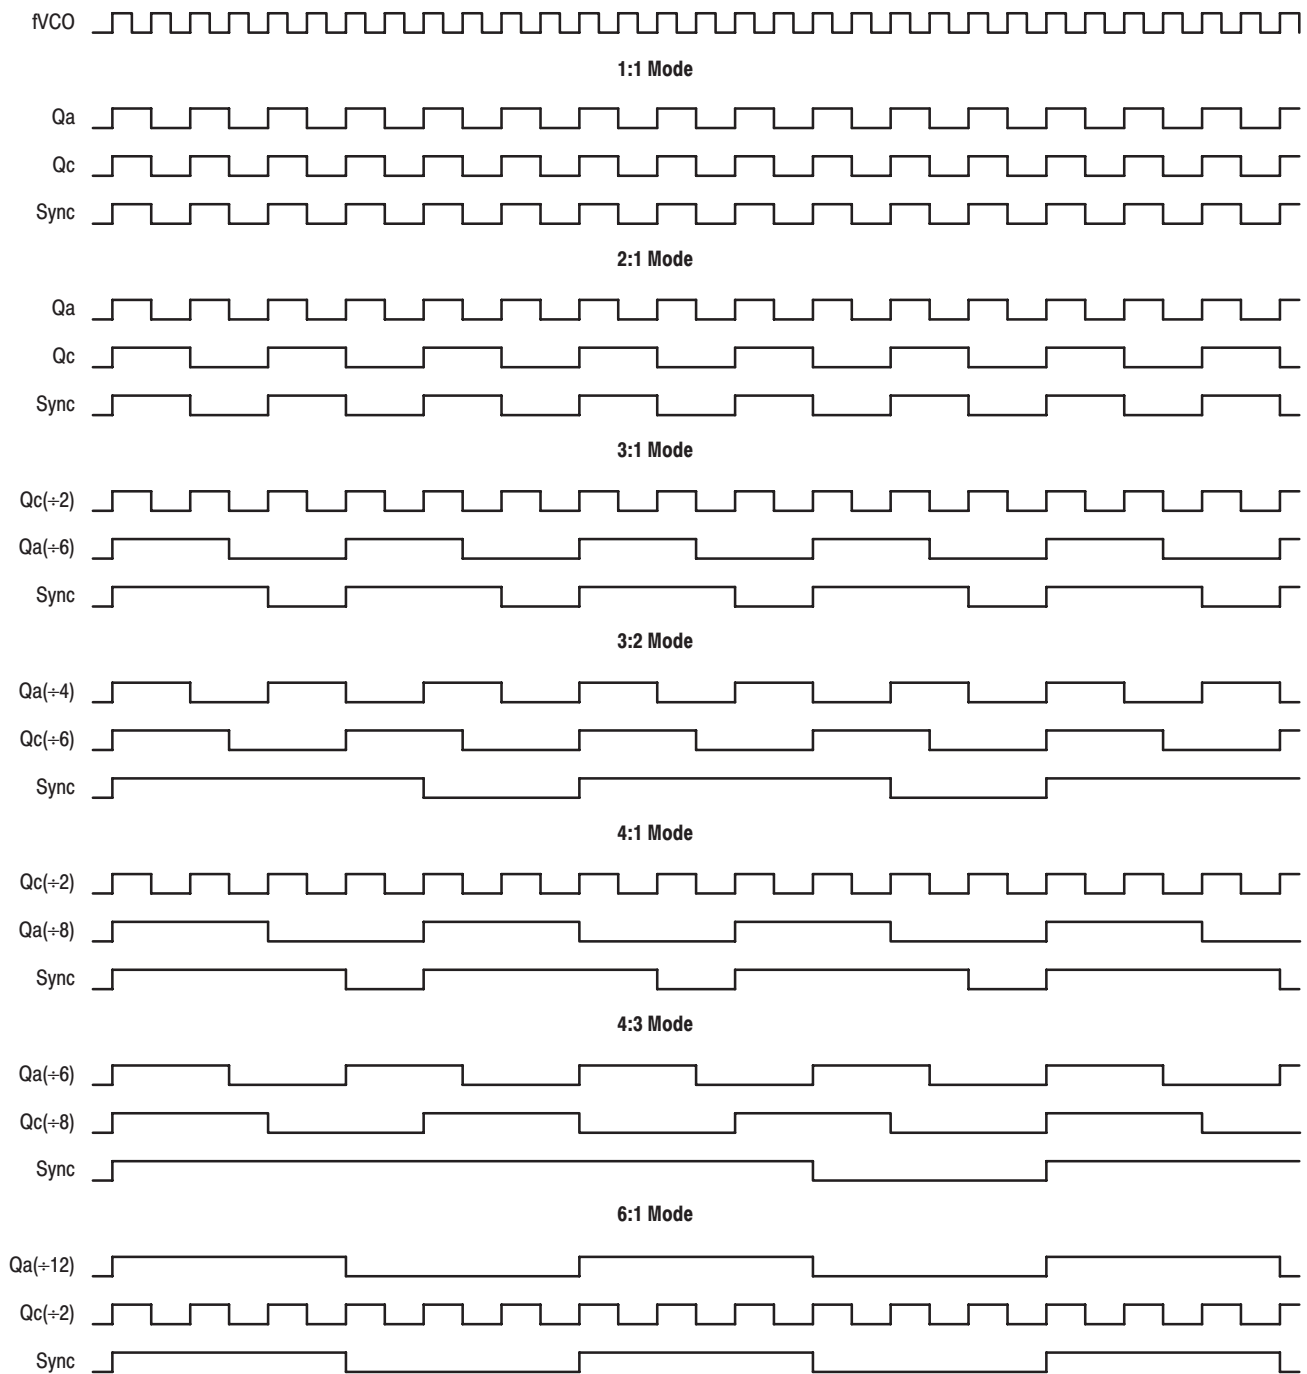 fVCO
1:1 Mode
Qa
Qc
Sync
2:1 Mode
Qa
Qc
Sync
3:1 Mode
Qc(÷2)
Qa(÷6)
Sync
3:2 Mode
Qa(÷4)
Qc(÷6)
Sync
4:1 Mode
Qc(÷2)
Qa(÷8)
Sync
4:3 Mode
Qa(÷6)
Qc(÷8)
Sync
6:1 Mode
Qa(÷12)
Qc(÷2)
Sync